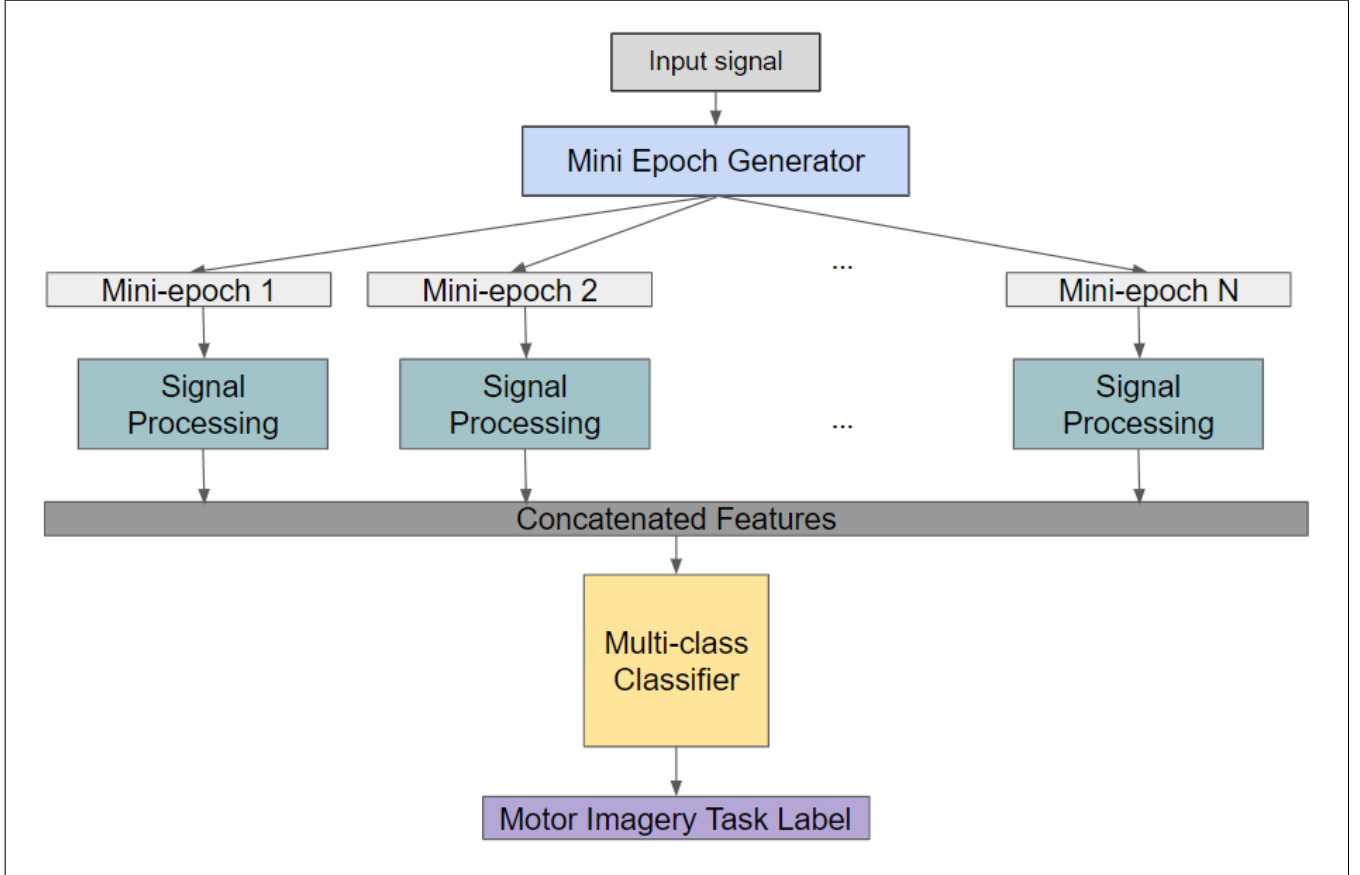 Input signal
Mini Epoch Generator
...
Mini-epoch 1
Mini-epoch 2
Mini-epoch N
Signal
Processing
Signal
Processing
...
Signal
Processing
Concatenated Features
Multi-class
Classifier
Motor Imagery Task Label